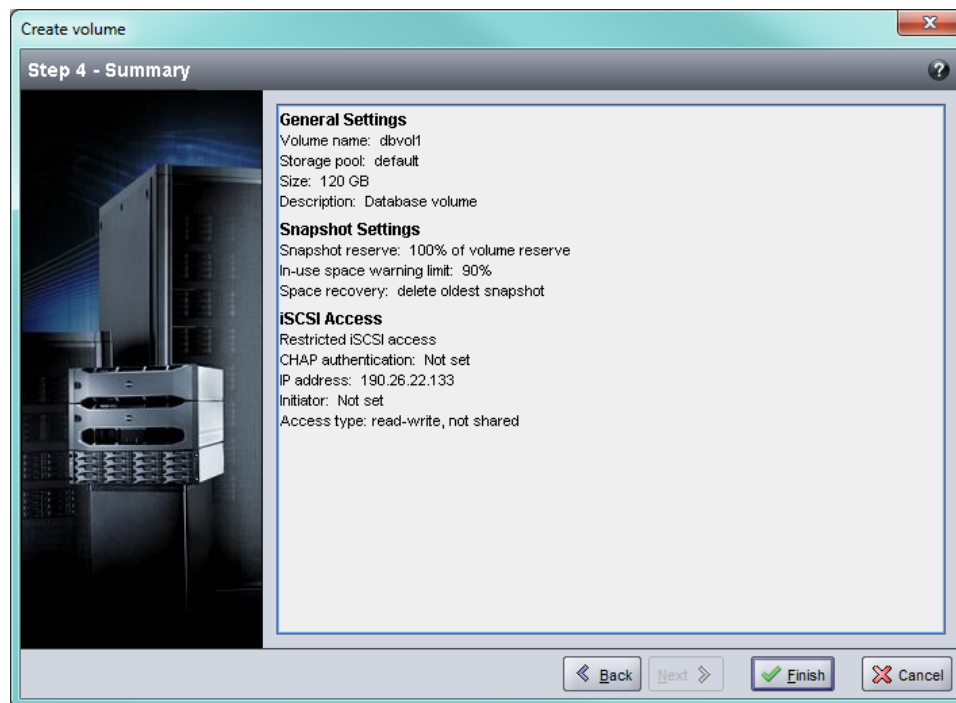 Create volume
Step 4 - Summary
?
General Settings
Volume name: dbvol1
Storage pool: default
Size: 120 GB
Description: Database volume
Snapshot Settings
Snapshot reserve: 100% of volume reserve
In-use space warning limit: 90%
Space recovery: delete oldest snapshot
iSCSI Access
Restricted iSCSI access
CHAP authentication: Not set
IP address: 190.26.22.133
Initiator: Not set
Access type: read-write, not shared
Back Next Finish Cancel